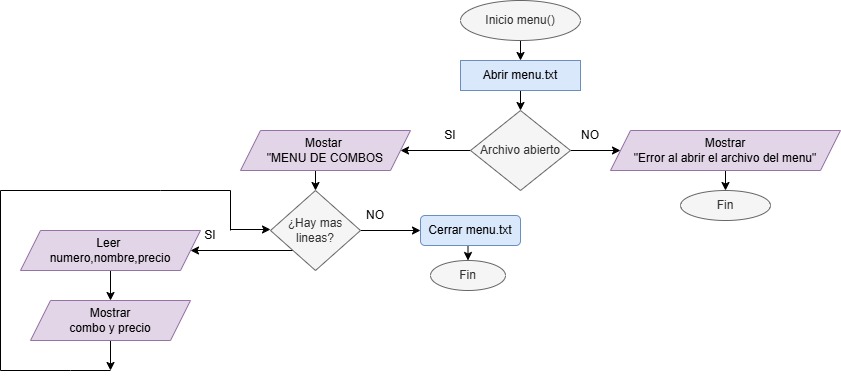 Inicio menu()
Abrir menu.txt
SI
Archivo abierto
NO
Mostar
"MENU DE COMBOS
Mostrar
"Error al abrir el archivo del menu"
Fin
¿Hay mas
lineas?
NO
Cerrar menu.txt
Fin
SI
Leer
numero,nombre,precio
Mostrar
combo y precio